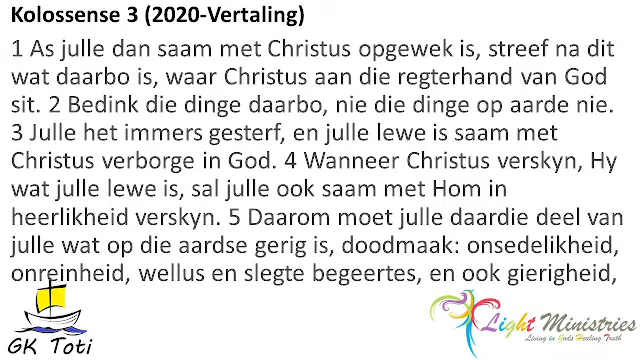 Kolossense 3 (2020-Vertaling)
1 As julle dan saam met Christus opgewek is, streef na dit
wat daarbo is, waar Christus aan die regterhand van God
sit. 2 Bedink die dinge daarbo, nie die dinge op aarde nie.
3 Julle het immers gesterf, en julle lewe is saam met
Christus verborge in God. 4 Wanneer Christus verskyn, Hy
wat julle lewe is, sal julle ook saam met Hom in
heerlikheid verskyn. 5 Daarom moet julle daardie deel van
julle wat op die aardse gerig is, doodmaak: onsedelikheid,
onreinheid, wellus en slegte begeertes, en ook gierigheid,
GK Toti
Light Ministries
Living in Gods Healing Truth